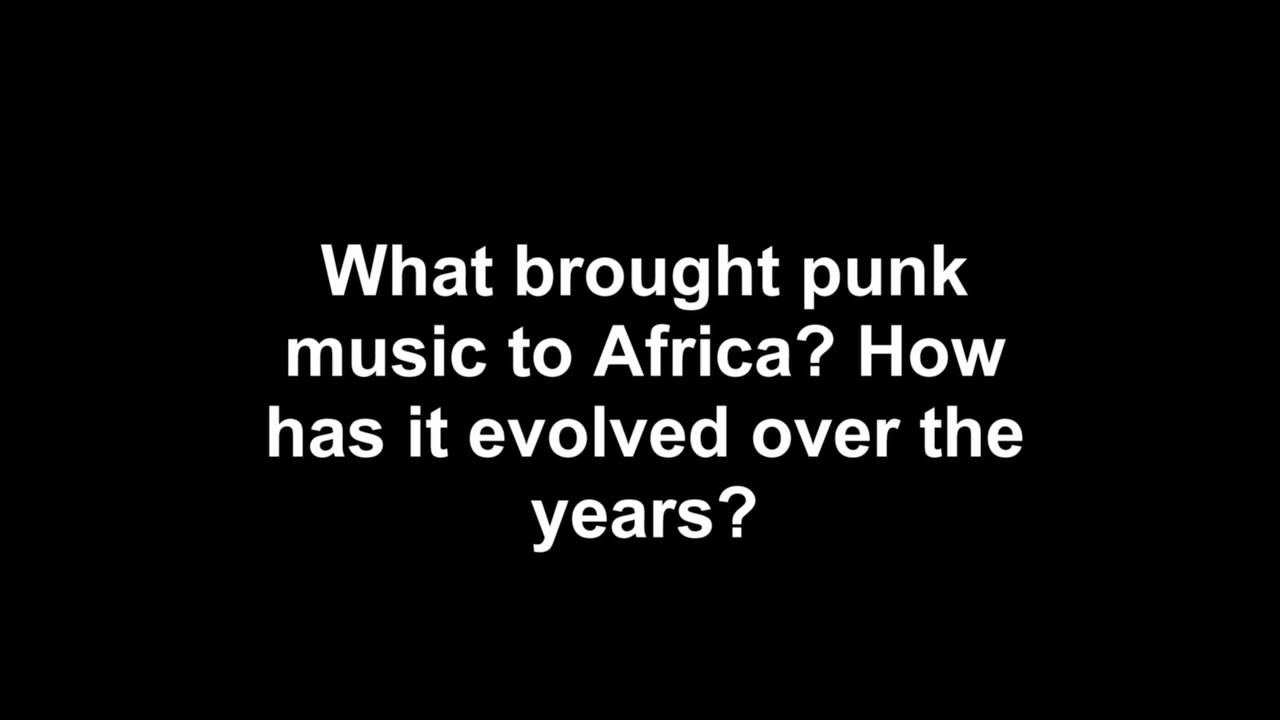 What brought punk
music to Africa? How
has it evolved over the
years?